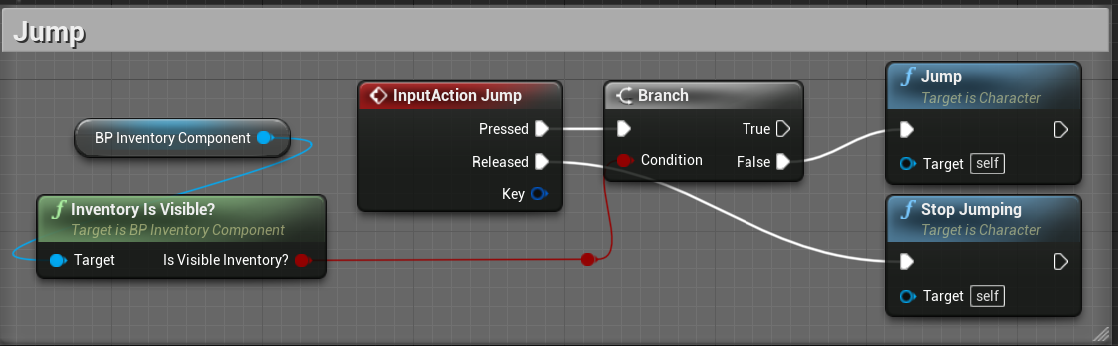 Jump
BP Inventory Component
Inventory Is Visible?
Target is BP Inventory Component
Target
Is Visible Inventory?
InputAction Jump
Pressed
Released
Key
Branch
True
Condition
False
Jump
Target is Character
Target self
Stop Jumping
Target is Character
Target self